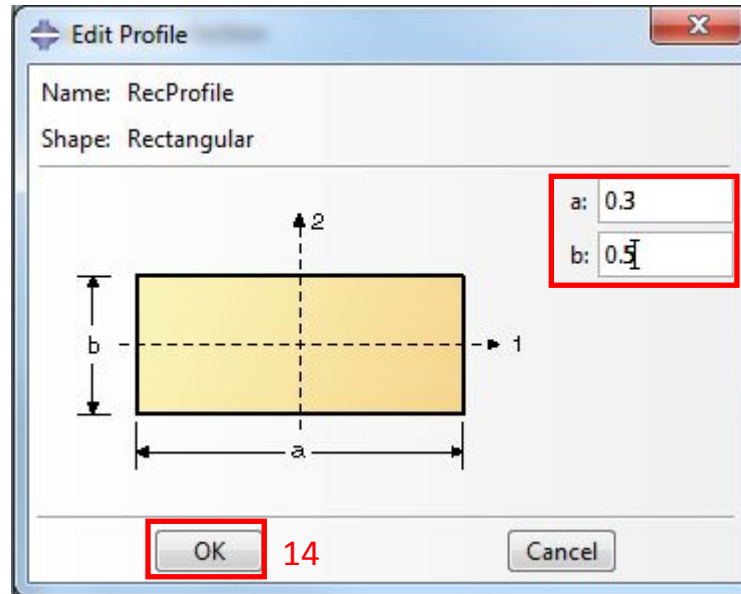 Edit Profile
Name: RecProfile
Shape: Rectangular
a: 0.3
b: 0.5
2
b
1
a
OK 14 Cancel